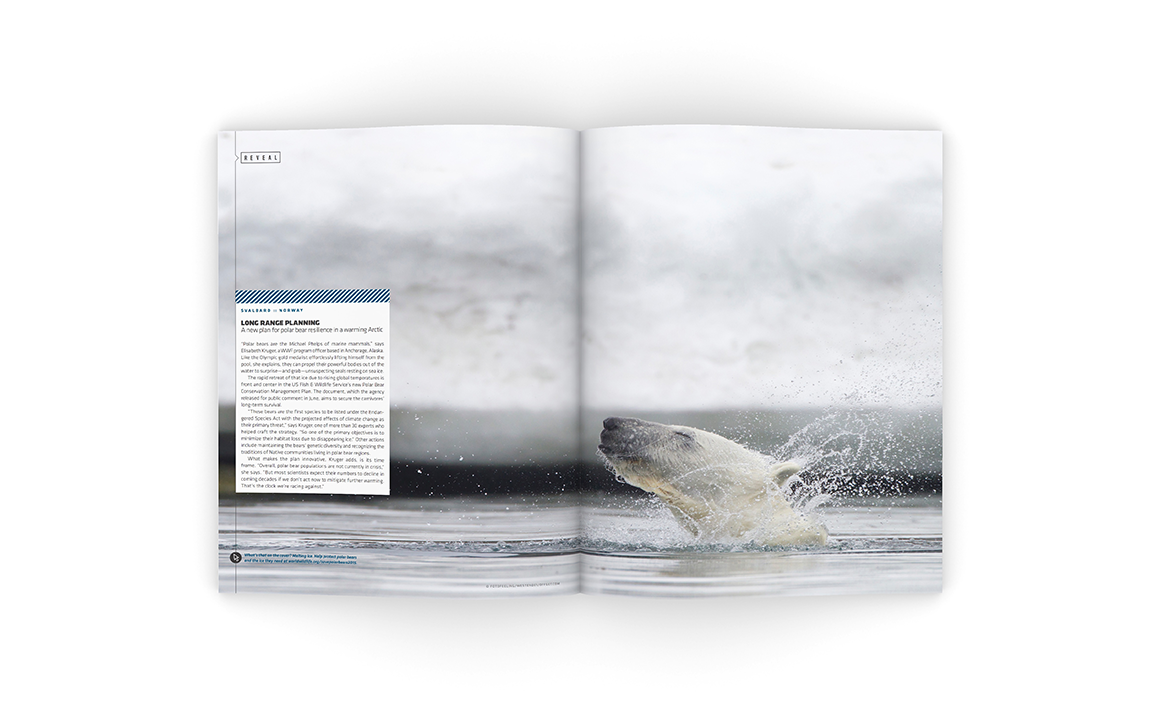 REVEAL
SVALBARD in NORWAY
LONG RANGE PLANNING
A new plan for polar bear resilience in a warming Arctic
"Polar bears are the Michael Phelps of marine mammals," says
Elisabeth Kruger, a WWF program officer based in Anchorage, Alaska.
Like the Olympic gold medalist effortlessly lifting himself from the
pool, she explains, they can propel their powerful bodies out of the
water to surprise—and grab—unsuspecting seals resting on sea ice.
The rapid retreat of that ice due to rising global temperatures is
front and center in the US Fish & Wildlife Service's new Polar Bear
Conservation Management Plan. The document, which the agency
released for public comment in June, aims to secure the carnivores'
long-term survival.
"These bears are the first species to be listed under the Endan-
gered Species Act with the projected effects of climate change as
their primary threat," says Kruger, one of more than 30 experts who
helped craft the strategy. "So one of the primary objectives is to
minimize their habitat loss due to disappearing ice." Other actions
include maintaining the bears' genetic diversity and recognizing the
traditions of Native communities living in polar bear regions.
What makes the plan innovative, Kruger adds, is its time
frame. "Overall, polar bear populations are not currently in crisis,"
she says. "But most scientists expect their numbers to decline in
coming decades if we don't act now to mitigate further warming.
That's the clock we're racing against."
What's that on the cover? Melting ice. Help protect polar bears
and the ice they need at